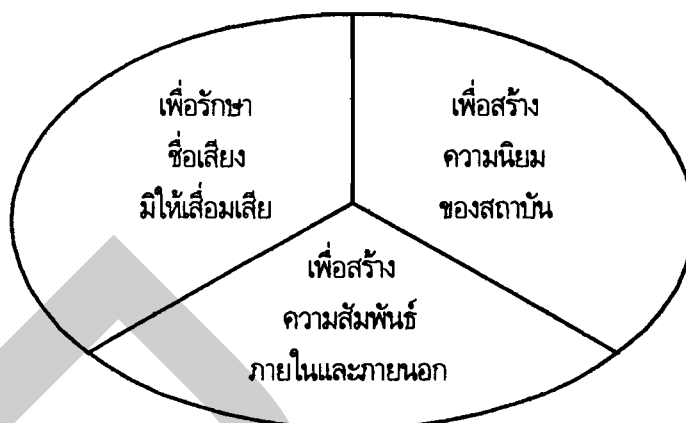 เพื่อรักษา
ชื่อเสียง
มิให้เสื่อมเสีย
เพื่อสร้าง
ความนิยม
ของสถาบัน
เพื่อสร้าง
ความสัมพันธ์
ภายในและภายนอก